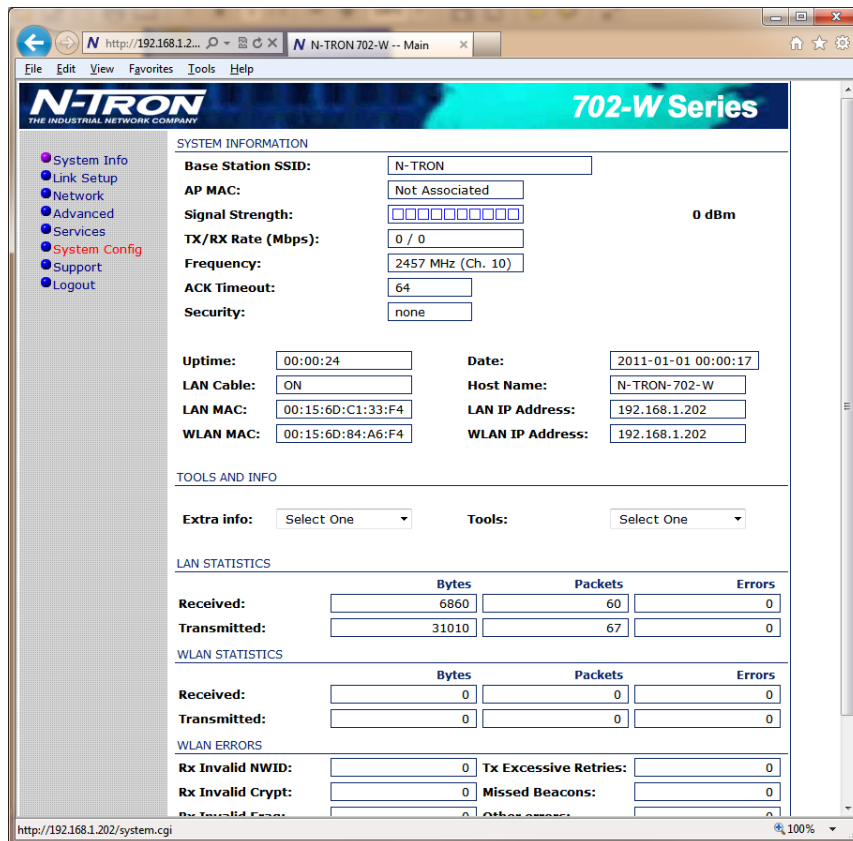 http://192.168.1.2...
N-TRON 702-W -- Main
File Edit View Favorites Tools Help
N-TRON
THE INDUSTRIAL NETWORK COMPANY
702-W Series
System Info
Link Setup
Network
Advanced
Services
System Config
Support
Logout
SYSTEM INFORMATION
Base Station SSID: N-TRON
AP MAC: Not Associated
Signal Strength: 0 dBm
TX/RX Rate (Mbps): 0 / 0
Frequency: 2457 MHz (Ch. 10)
ACK Timeout: 64
Security: none
Uptime: 00:00:24 Date: 2011-01-01 00:00:17
LAN Cable: ON Host Name: N-TRON-702-W
LAN MAC: 00:15:6D:C1:33:F4 LAN IP Address: 192.168.1.202
WLAN MAC: 00:15:6D:84:A6:F4 WLAN IP Address: 192.168.1.202
TOOLS AND INFO
Extra info: Select One Tools: Select One
LAN STATISTICS
Bytes Packets Errors
Received: 6860 60 0
Transmitted: 31010 67 0
WLAN STATISTICS
Bytes Packets Errors
Received: 0 0 0
Transmitted: 0 0 0
WLAN ERRORS
Rx Invalid NWID: 0 Tx Excessive Retries: 0
Rx Invalid Crypt: 0 Missed Beacons: 0
Rx Invalid Frag: 0 Other errors: 0
http://192.168.1.202/system.cgi
100%